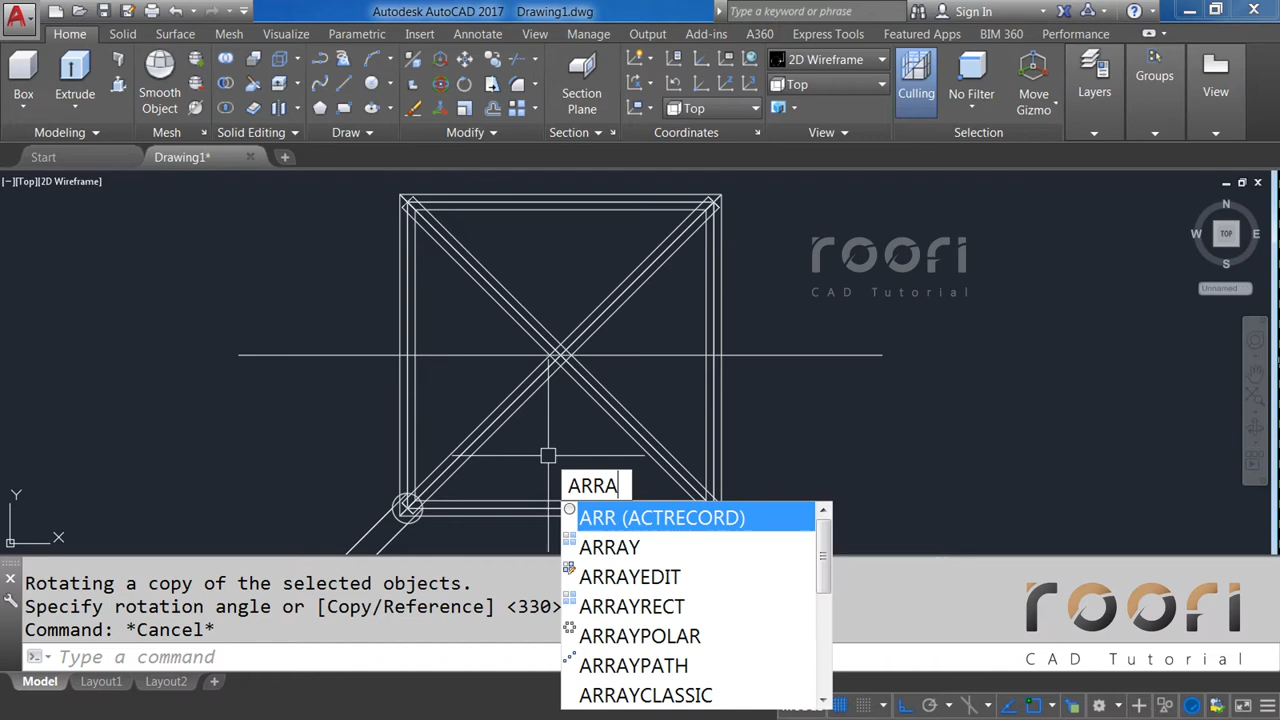 Autodesk AutoCAD 2017 Drawing1.dwg
Type a keyword or phrase
Sign In
Home Solid Surface Mesh Visualize Parametric Insert Annotate View Manage Output Add-ins A360 Express Tools Featured Apps BIM 360 Performance
Box
Extrude
Smooth
Object
Section
Plane
2D Wireframe
Top
Top
Culling
No Filter
Move
Gizmo
Layers
Groups
View
Modeling Mesh Solid Editing Draw Modify Section Coordinates View Selection
Start Drawing1*
[−][Top][2D Wireframe]
N
W TOP E
S
Unnamed
roofi
CAD Tutorial
Y
X
ARRA
ARR (ACTRECORD)
ARRAY
ARRAYEDIT
ARRAYRECT
ARRAYPOLAR
ARRAYPATH
ARRAYCLASSIC
Rotating a copy of the selected objects.
Specify rotation angle or [Copy/Reference] <330>
Command: *Cancel*
Type a command
roofi
CAD Tutorial
Model Layout1 Layout2